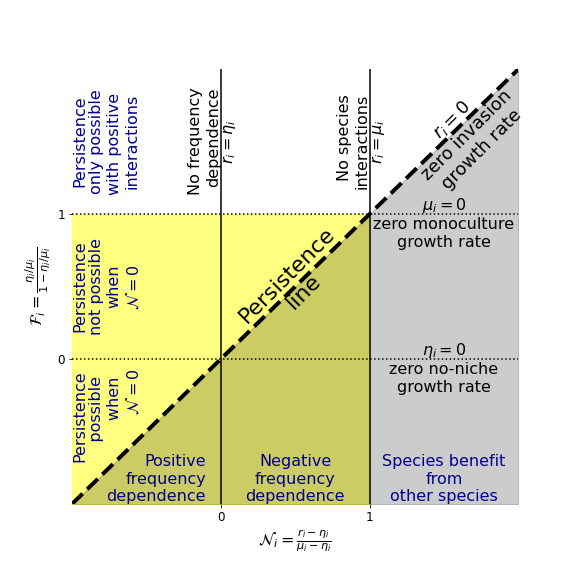 Persistence
only possible
with positive
interactions
No frequency
dependence
r_i = η_i
No species
interactions
r_i = μ_i
r_i = 0
zero invasion
growth rate
1
μ_i = 0
zero monoculture
growth rate
Persistence
not possible
when
𝒩 = 0
Persistence
line
ℱ_i = (η_i/μ_i)/(1 − η_i/μ_i)
0
η_i = 0
zero no-niche
growth rate
Persistence
possible
when
𝒩 = 0
Positive
frequency
dependence
Negative
frequency
dependence
Species benefit
from
other species
0
1
𝒩_i = (r_i − η_i)/(μ_i − η_i)